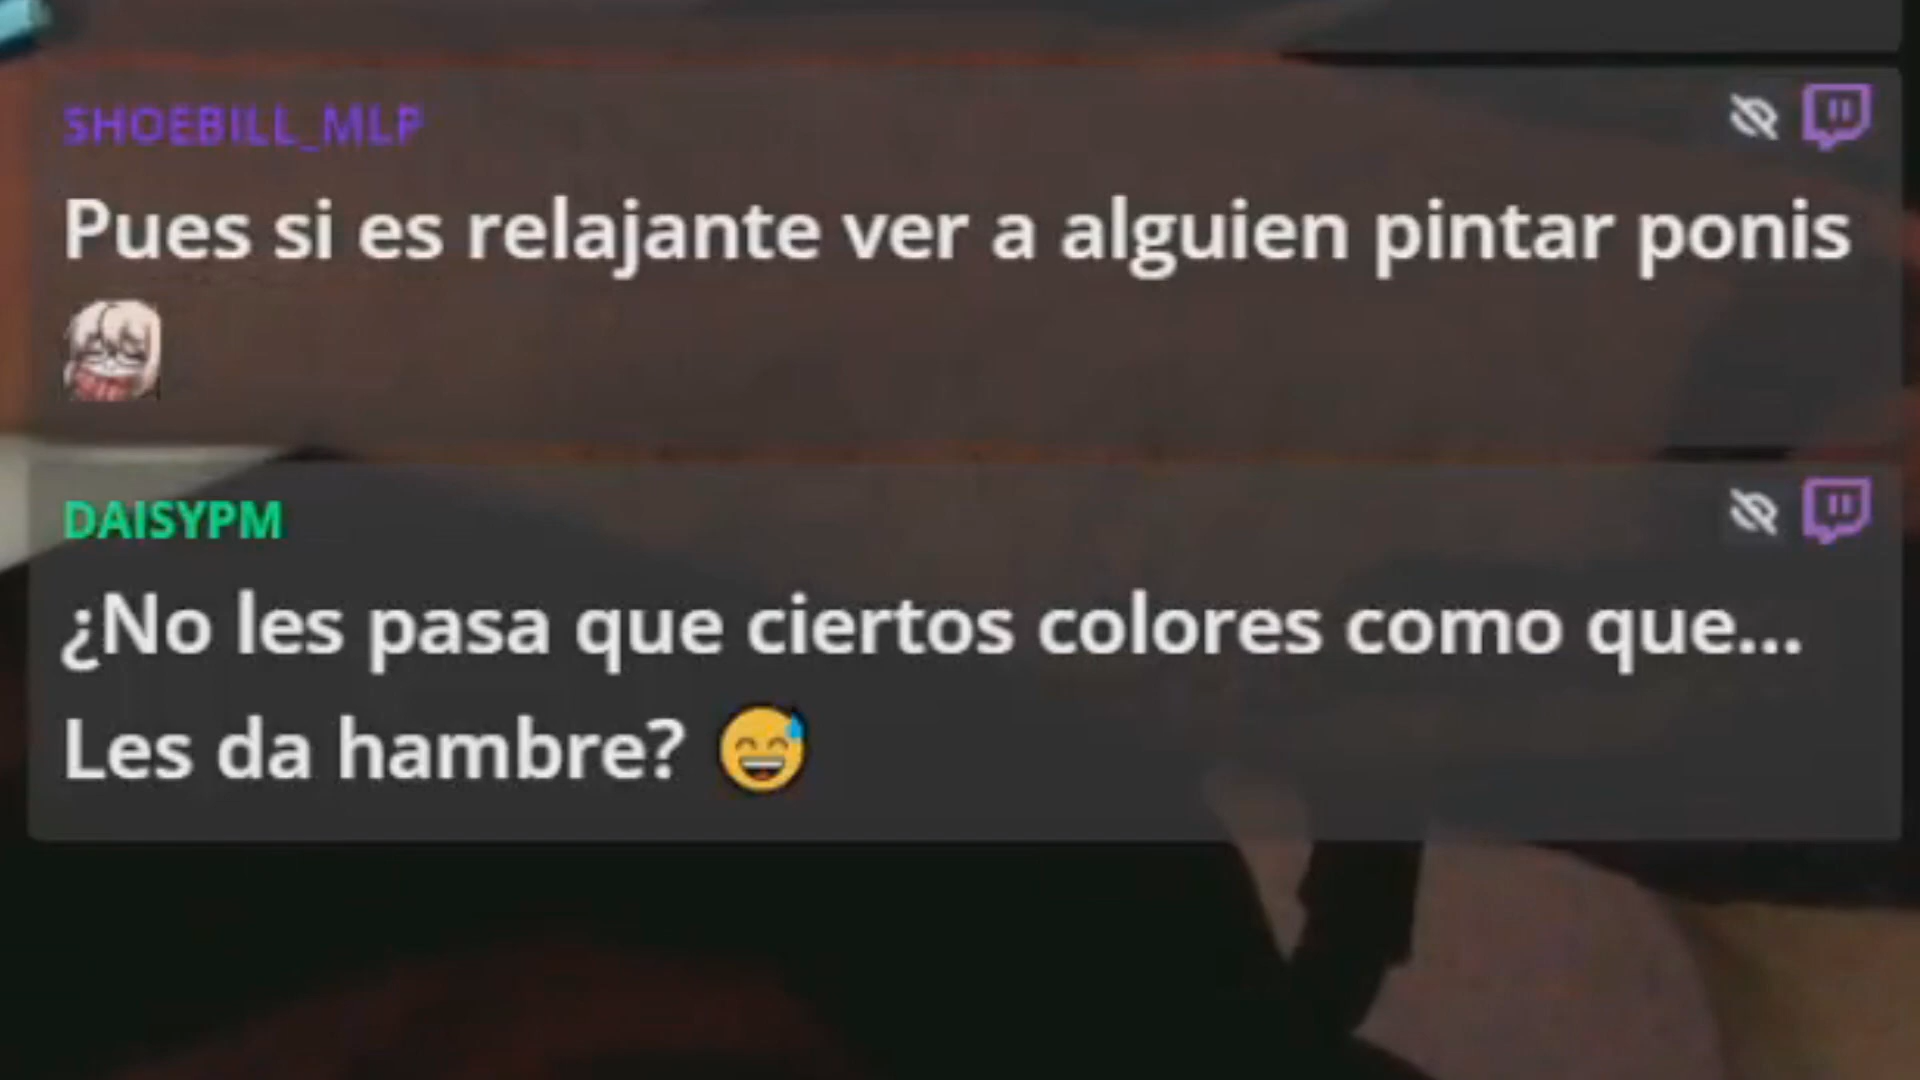 SHOEBILL_MLP
Pues si es relajante ver a alguien pintar ponis
DAISYPM
¿No les pasa que ciertos colores como que...
Les da hambre? 😅